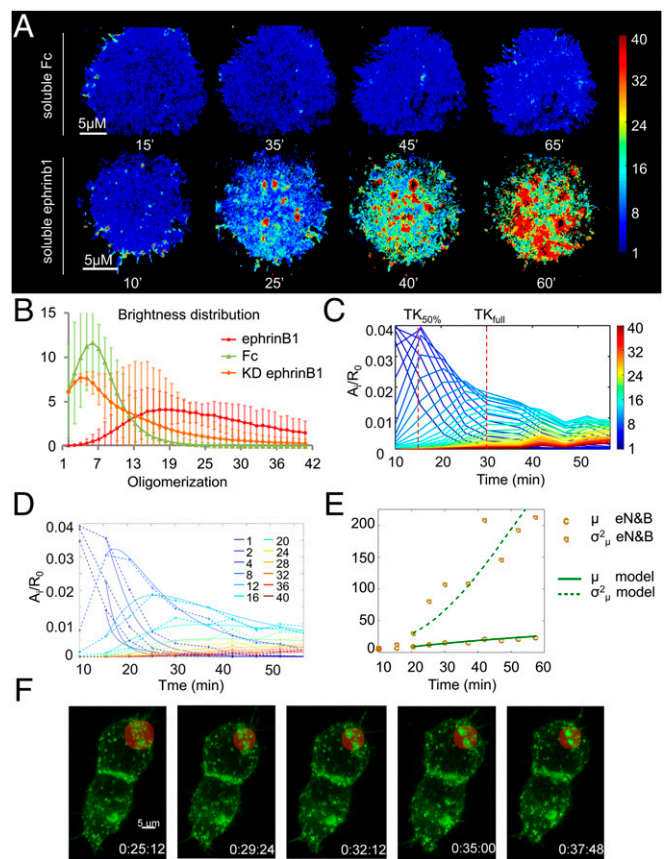 A
soluble Fc
5µM
15'
35'
45'
65'
soluble ephrinb1
5µM
10'
25'
40'
60'
40
32
24
16
8
1
B
Brightness distribution
15
10
5
0
ephrinB1
Fc
KD ephrinB1
1 7 13 19 25 31 36 42
Oligomerization
C
TK50% TKfull
0.04
0.03
0.02
0.01
0
Ai/R0
10 20 30 40 50
Time (min)
40
32
24
16
8
1
D
0.04
0.03
0.02
0.01
0
Ai/R0
1 20
2 24
4 28
8 32
12 36
16 40
10 20 30 40 50
Tme (min)
E
200
150
100
50
0
10 20 30 40 50 60
Time (min)
µ eN&B
σ²µ eN&B
µ model
σ²µ model
F
5 um
0:25:12
0:29:24
0:32:12
0:35:00
0:37:48